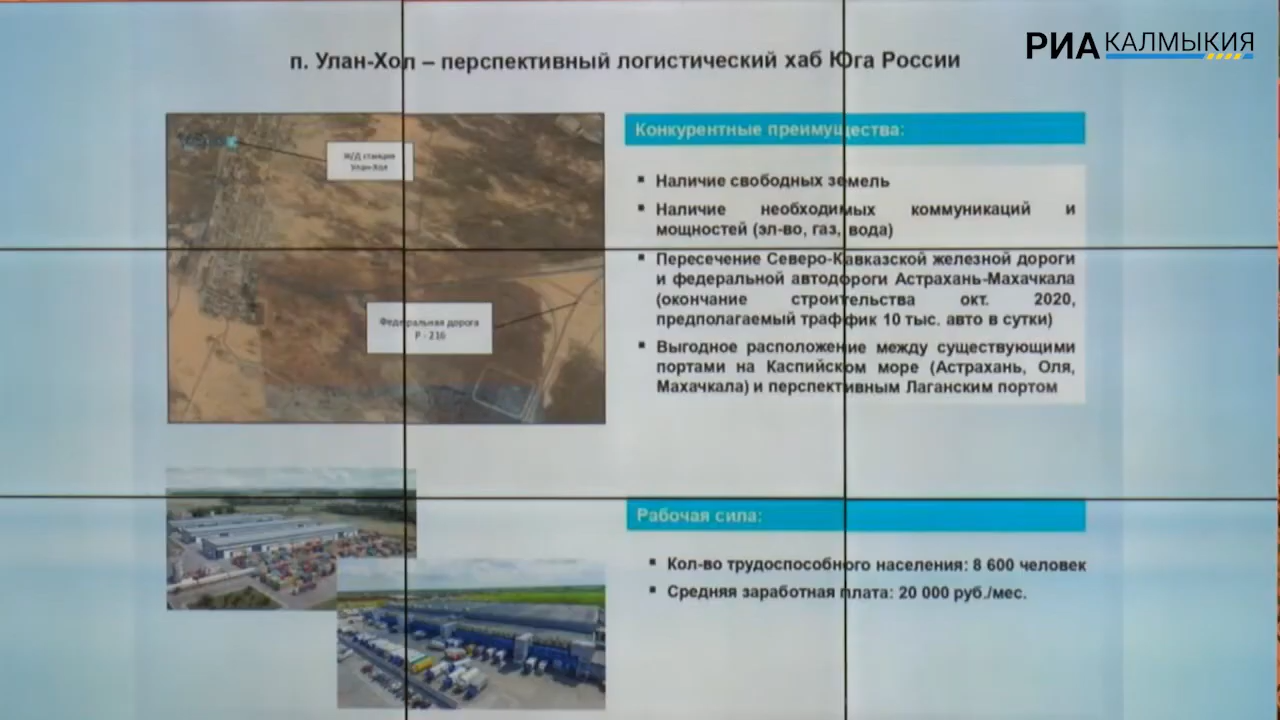 РИА КАЛМЫКИЯ
п. Улан-Хол – перспективный логистический хаб Юга России
Ж/Д станция
Улан-Хол
Федеральная дорога
Р - 216
Конкурентные преимущества:
Наличие свободных земель
Наличие необходимых коммуникаций и
мощностей (эл-во, газ, вода)
Пересечение Северо-Кавказской железной дороги
и федеральной автодороги Астрахань-Махачкала
(окончание строительства окт. 2020,
предполагаемый траффик 10 тыс. авто в сутки)
Выгодное расположение между существующими
портами на Каспийском море (Астрахань, Оля,
Махачкала) и перспективным Лаганским портом
Рабочая сила:
Кол-во трудоспособного населения: 8 600 человек
Средняя заработная плата: 20 000 руб./мес.